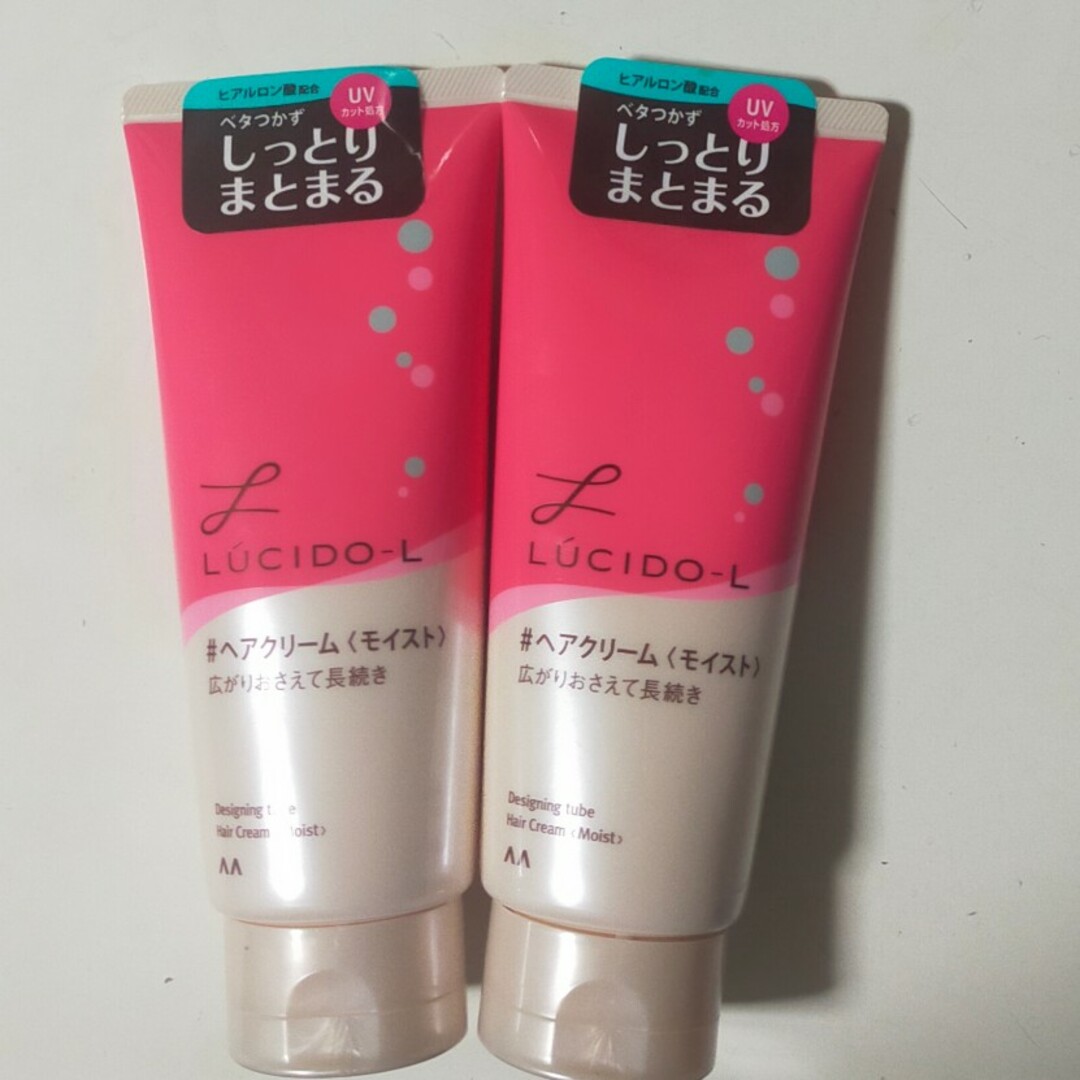 ヒアルロン酸配合
UV
カット処方
ベタつかず
しっとり
まとまる
L
LÚCIDO-L
#ヘアクリーム〈モイスト〉
広がりおさえて長続き
Designing t e
Hair Cream oist>
ヒアルロン酸配合
UV
カット処方
ベタつかず
しっとり
まとまる
L
LÚCIDO-L
#ヘアクリーム〈モイスト〉
広がりおさえて長続き
Designing tube
Hair Cream <Moist>